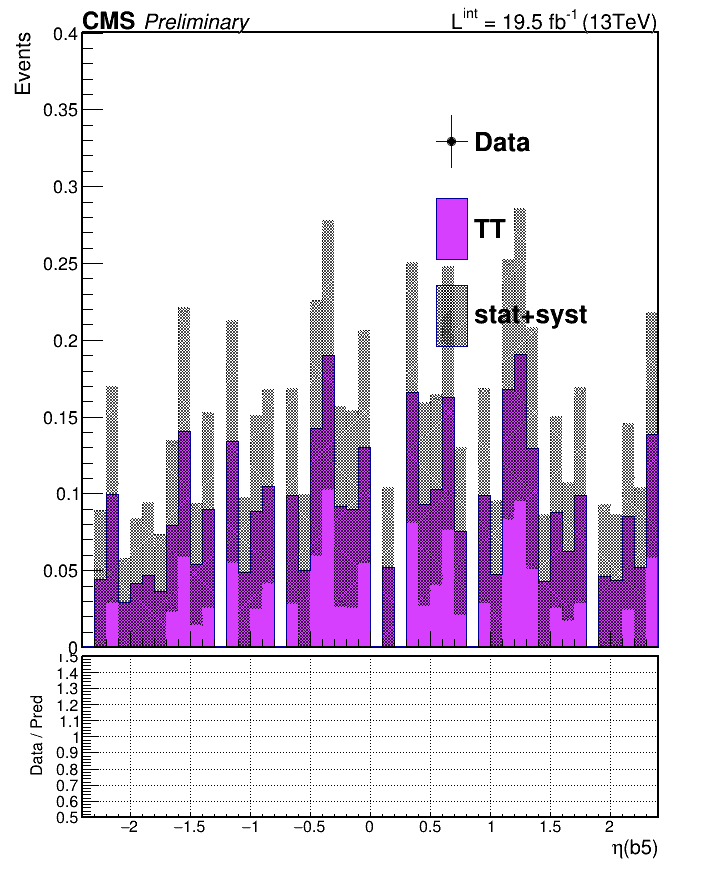 CMS Preliminary L^int = 19.5 fb^-1 (13TeV)
Events
0.4
0.35
0.3
0.25
0.2
0.15
0.1
0.05
0
Data
TT
stat+syst
Data / Pred
1.5
1.4
1.3
1.2
1.1
1
0.9
0.8
0.7
0.6
0.5
−2 −1.5 −1 −0.5 0 0.5 1 1.5 2
η(b5)